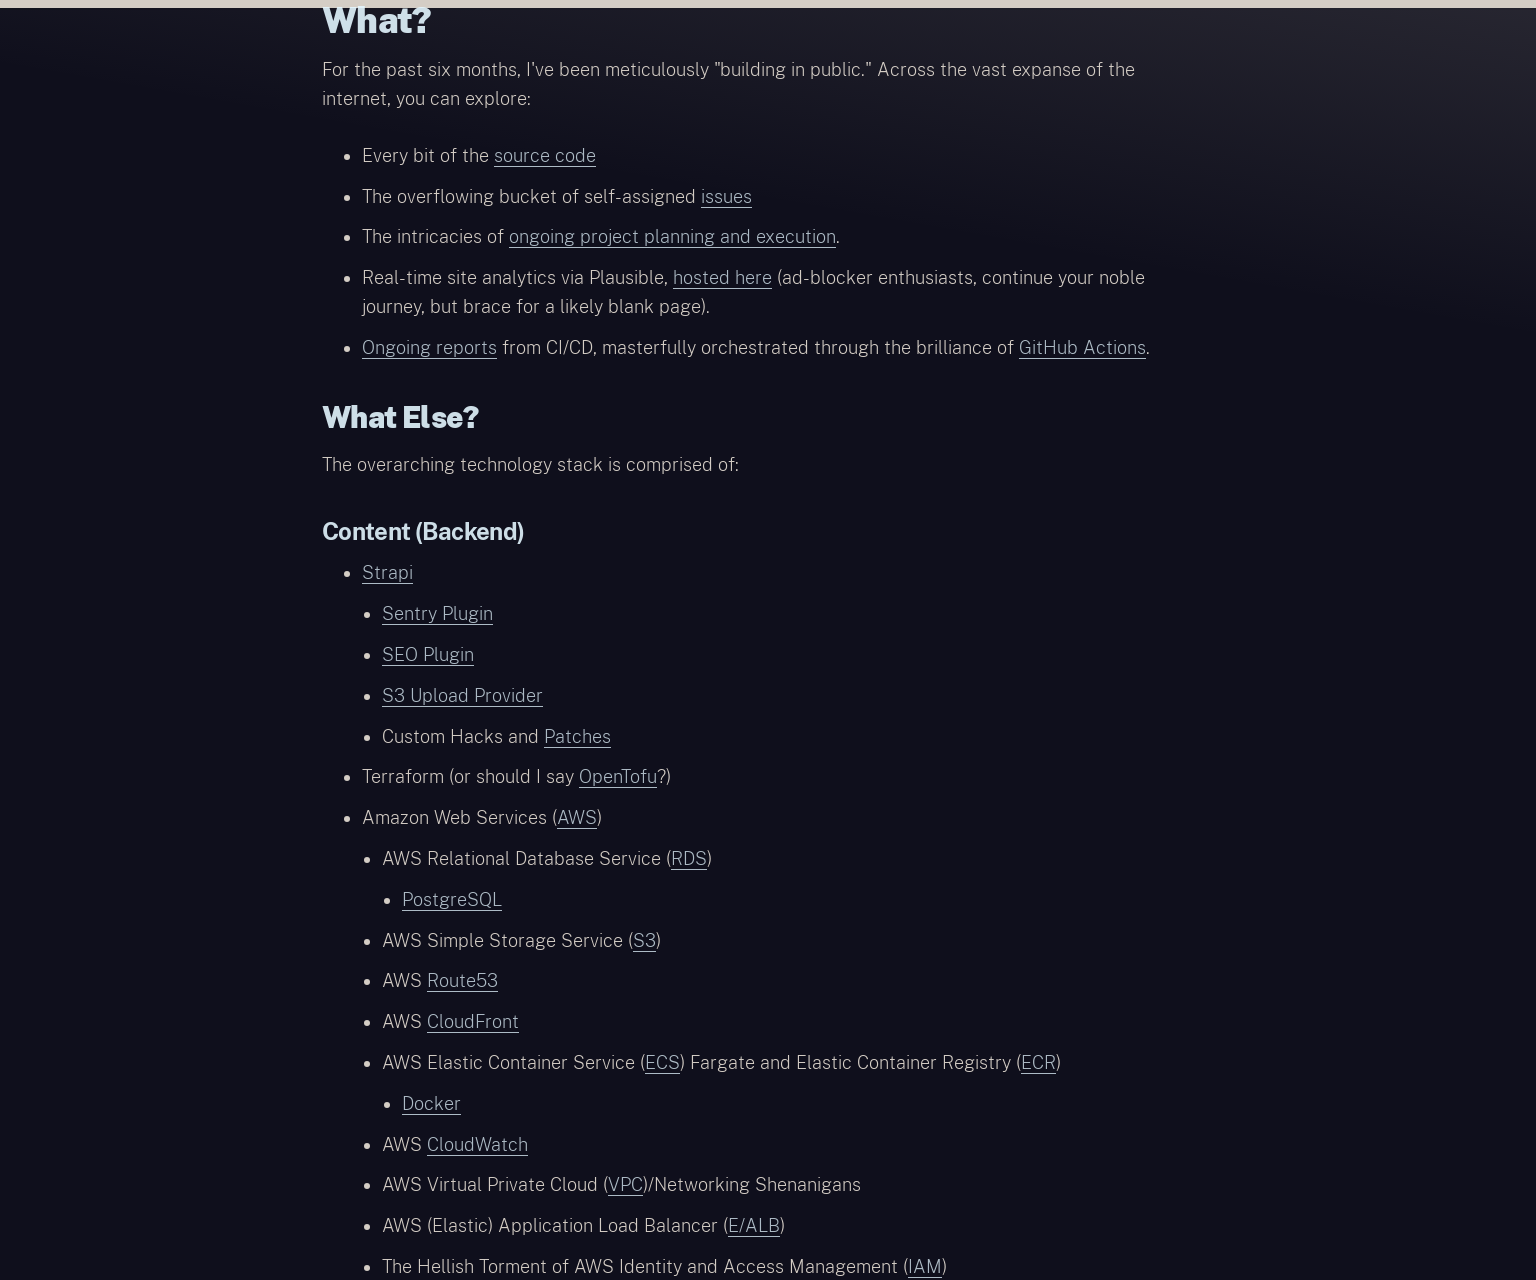 What?
For the past six months, I've been meticulously "building in public." Across the vast expanse of the
internet, you can explore:
Every bit of the source code
The overflowing bucket of self-assigned issues
The intricacies of ongoing project planning and execution.
Real-time site analytics via Plausible, hosted here (ad-blocker enthusiasts, continue your noble
journey, but brace for a likely blank page).
Ongoing reports from CI/CD, masterfully orchestrated through the brilliance of GitHub Actions.
What Else?
The overarching technology stack is comprised of:
Content (Backend)
Strapi
Sentry Plugin
SEO Plugin
S3 Upload Provider
Custom Hacks and Patches
Terraform (or should I say OpenTofu?)
Amazon Web Services (AWS)
AWS Relational Database Service (RDS)
PostgreSQL
AWS Simple Storage Service (S3)
AWS Route53
AWS CloudFront
AWS Elastic Container Service (ECS) Fargate and Elastic Container Registry (ECR)
Docker
AWS CloudWatch
AWS Virtual Private Cloud (VPC)/Networking Shenanigans
AWS (Elastic) Application Load Balancer (E/ALB)
The Hellish Torment of AWS Identity and Access Management (IAM)